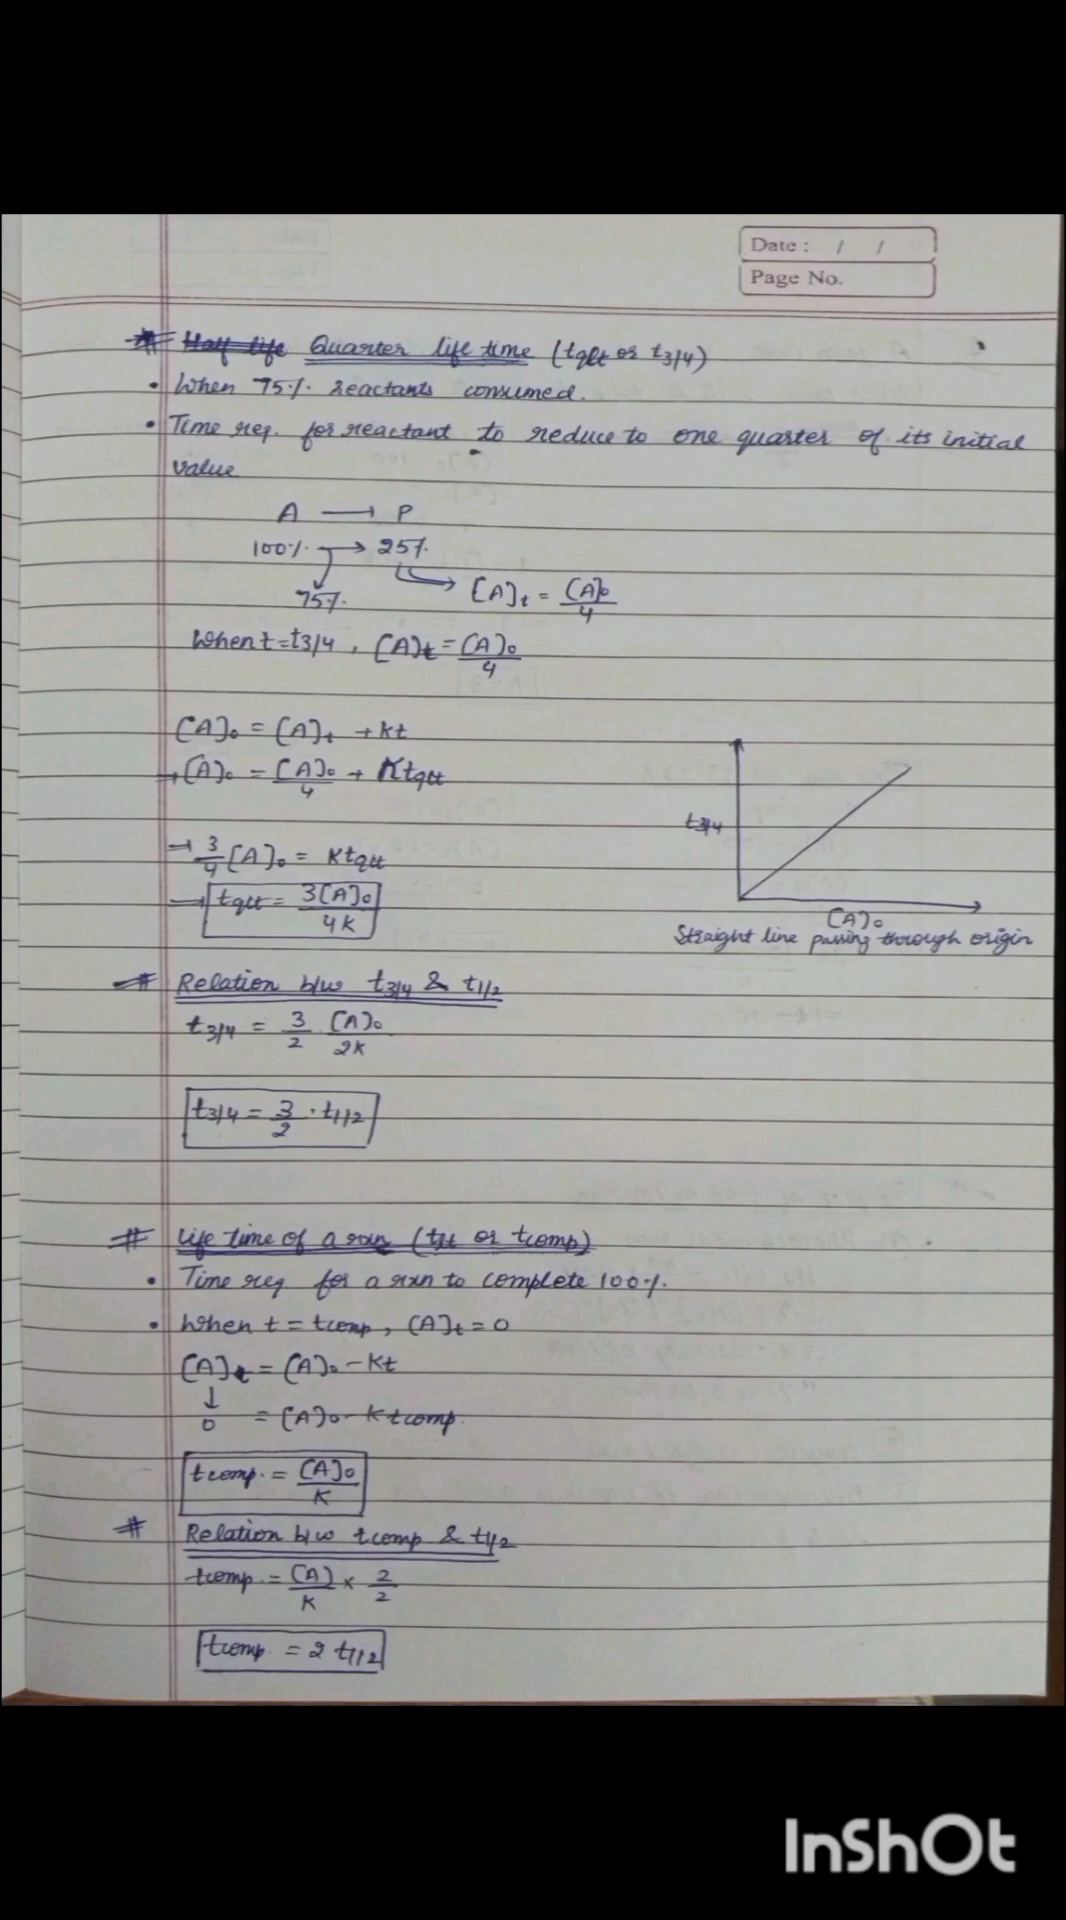 Date : / /
Page No.
# Half life Quarter life time (tqlt or t3/4)
• When 75% reactants consumed.
• Time req. for reactant to reduce to one quarter of its initial
value
A → P
100% → 25%
75%
[A]t = [A]0/4
When t = t3/4, [A]t = [A]0/4
[A]0 = [A]t + kt
→ [A]0 = [A]0/4 + Ktqlt
→ 3/4 [A]0 = Ktqlt
→ tqlt = 3[A]0/4K
t3/4
[A]0
Straight line passing through origin
# Relation b/w t3/4 & t1/2
t3/4 = 3/2 [A]0/2K
t3/4 = 3/2 · t1/2
# Life time of a rxn (tlt or tcomp)
• Time req for a rxn to complete 100%.
• When t = tcomp, [A]t = 0
[A]t = [A]0 - Kt
↓
0 = [A]0 - K tcomp.
tcomp. = [A]0/K
# Relation b/w tcomp & t1/2
tcomp. = [A]/K × 2/2
tcomp. = 2 t1/2
InShOt